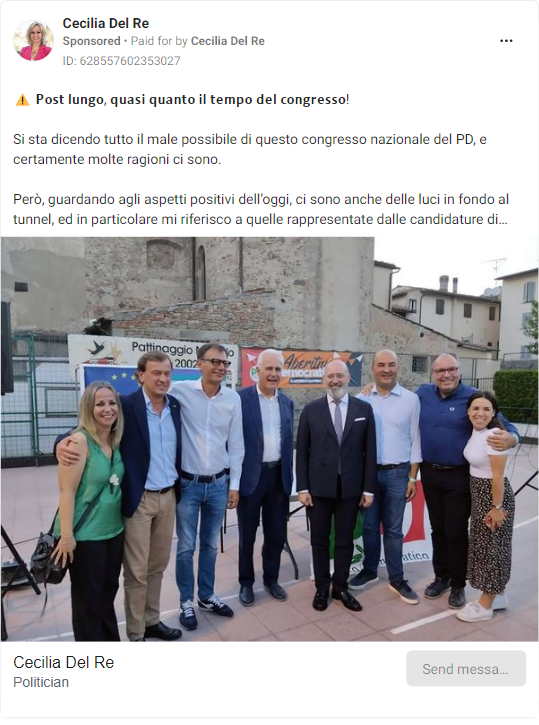 Cecilia Del Re
Sponsored • Paid for by Cecilia Del Re
ID: 628557602353027
⚠️ Post lungo, quasi quanto il tempo del congresso!
Si sta dicendo tutto il male possibile di questo congresso nazionale del PD, e
certamente molte ragioni ci sono.
Però, guardando agli aspetti positivi dell'oggi, ci sono anche delle luci in fondo al
tunnel, ed in particolare mi riferisco a quelle rappresentate dalle candidature di...
Pattinaggio
2002
Aperitivo
Cecilia Del Re
Politician
Send messa...